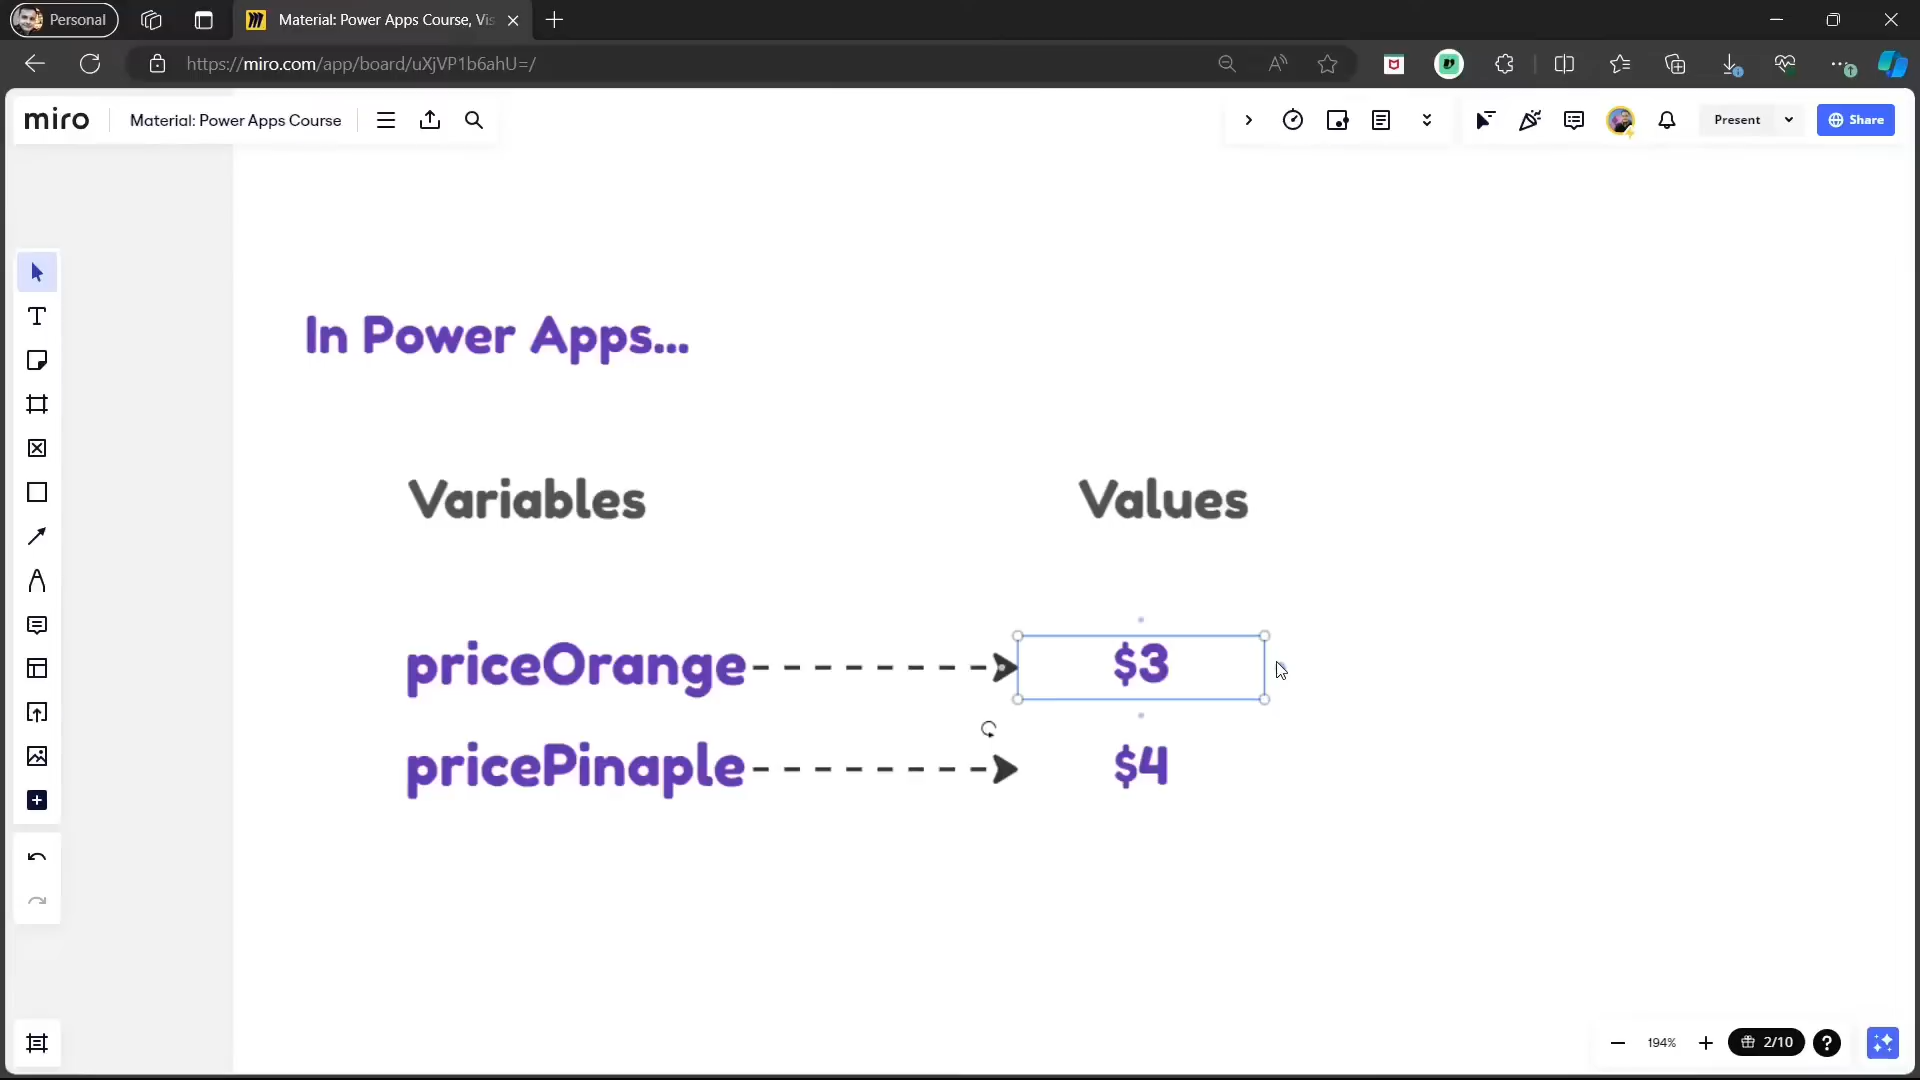 Personal
Material: Power Apps Course, Vis
https://miro.com/app/board/uXjVP1b6ahU=/
miro
Material: Power Apps Course
Present
Share
In Power Apps...
Variables
Values
priceOrange
$3
pricePinaple
$4
194%
2/10